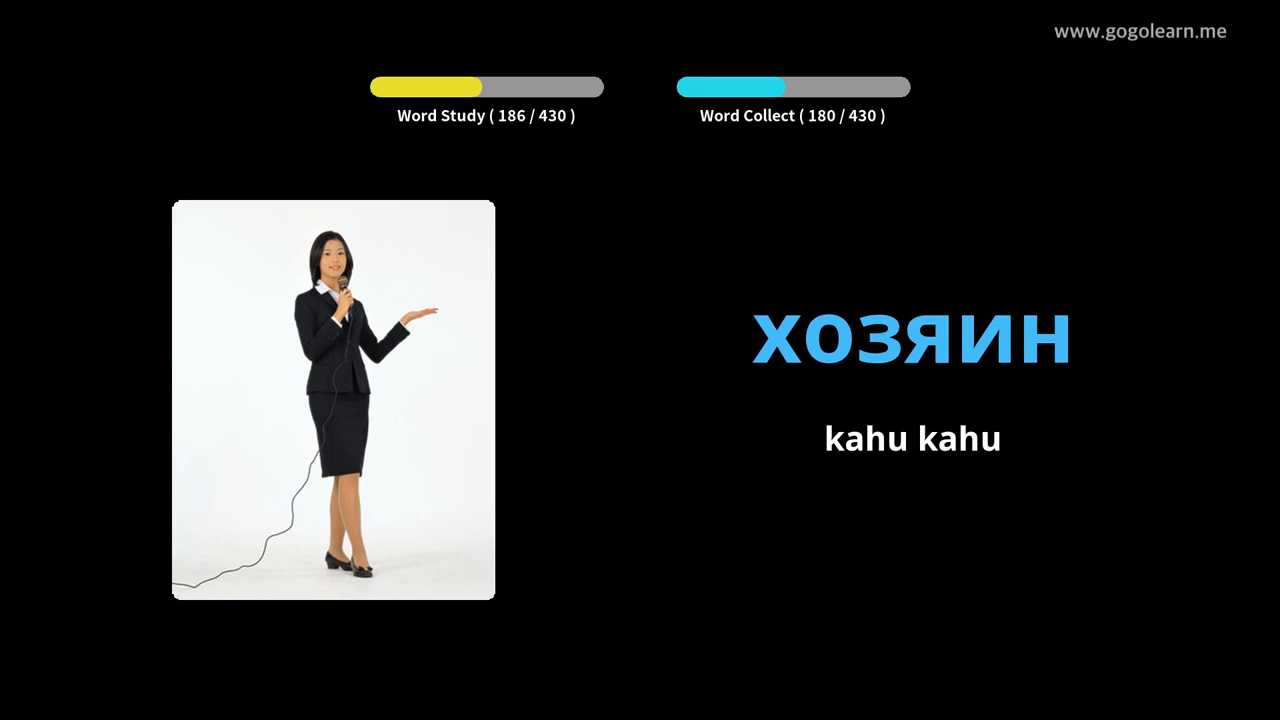 www.gogolearn.me
Word Study ( 186 / 430 )
Word Collect ( 180 / 430 )
хозяин
kahu kahu